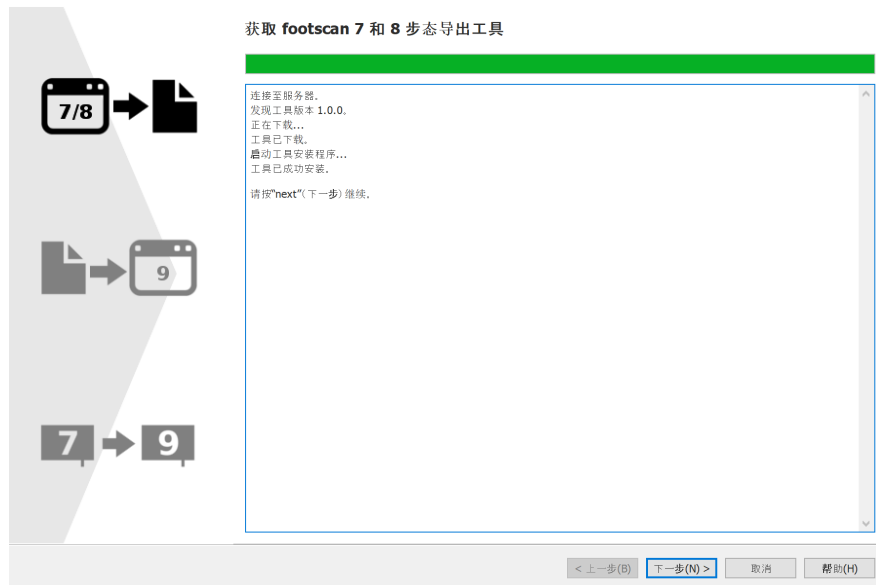 获取 footscan 7 和 8 步态导出工具
7/8
连接至服务器。
发现工具版本 1.0.0。
正在下载...
工具已下载。
启动工具安装程序...
工具已成功安装。
请按“next”(下一步) 继续。
9
7
9
< 上一步(B)
下一步(N) >
取消
帮助(H)